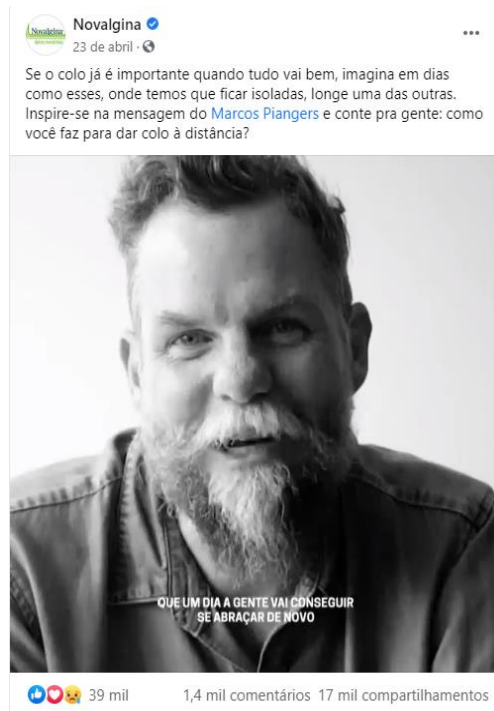 Novalgina
Novalgina
23 de abril ·
Se o colo já é importante quando tudo vai bem, imagina em dias
como esses, onde temos que ficar isoladas, longe uma das outras.
Inspire-se na mensagem do Marcos Piangers e conte pra gente: como
você faz para dar colo à distância?
QUE UM DIA A GENTE VAI CONSEGUIR
SE ABRAÇAR DE NOVO
39 mil 1,4 mil comentários 17 mil compartilhamentos